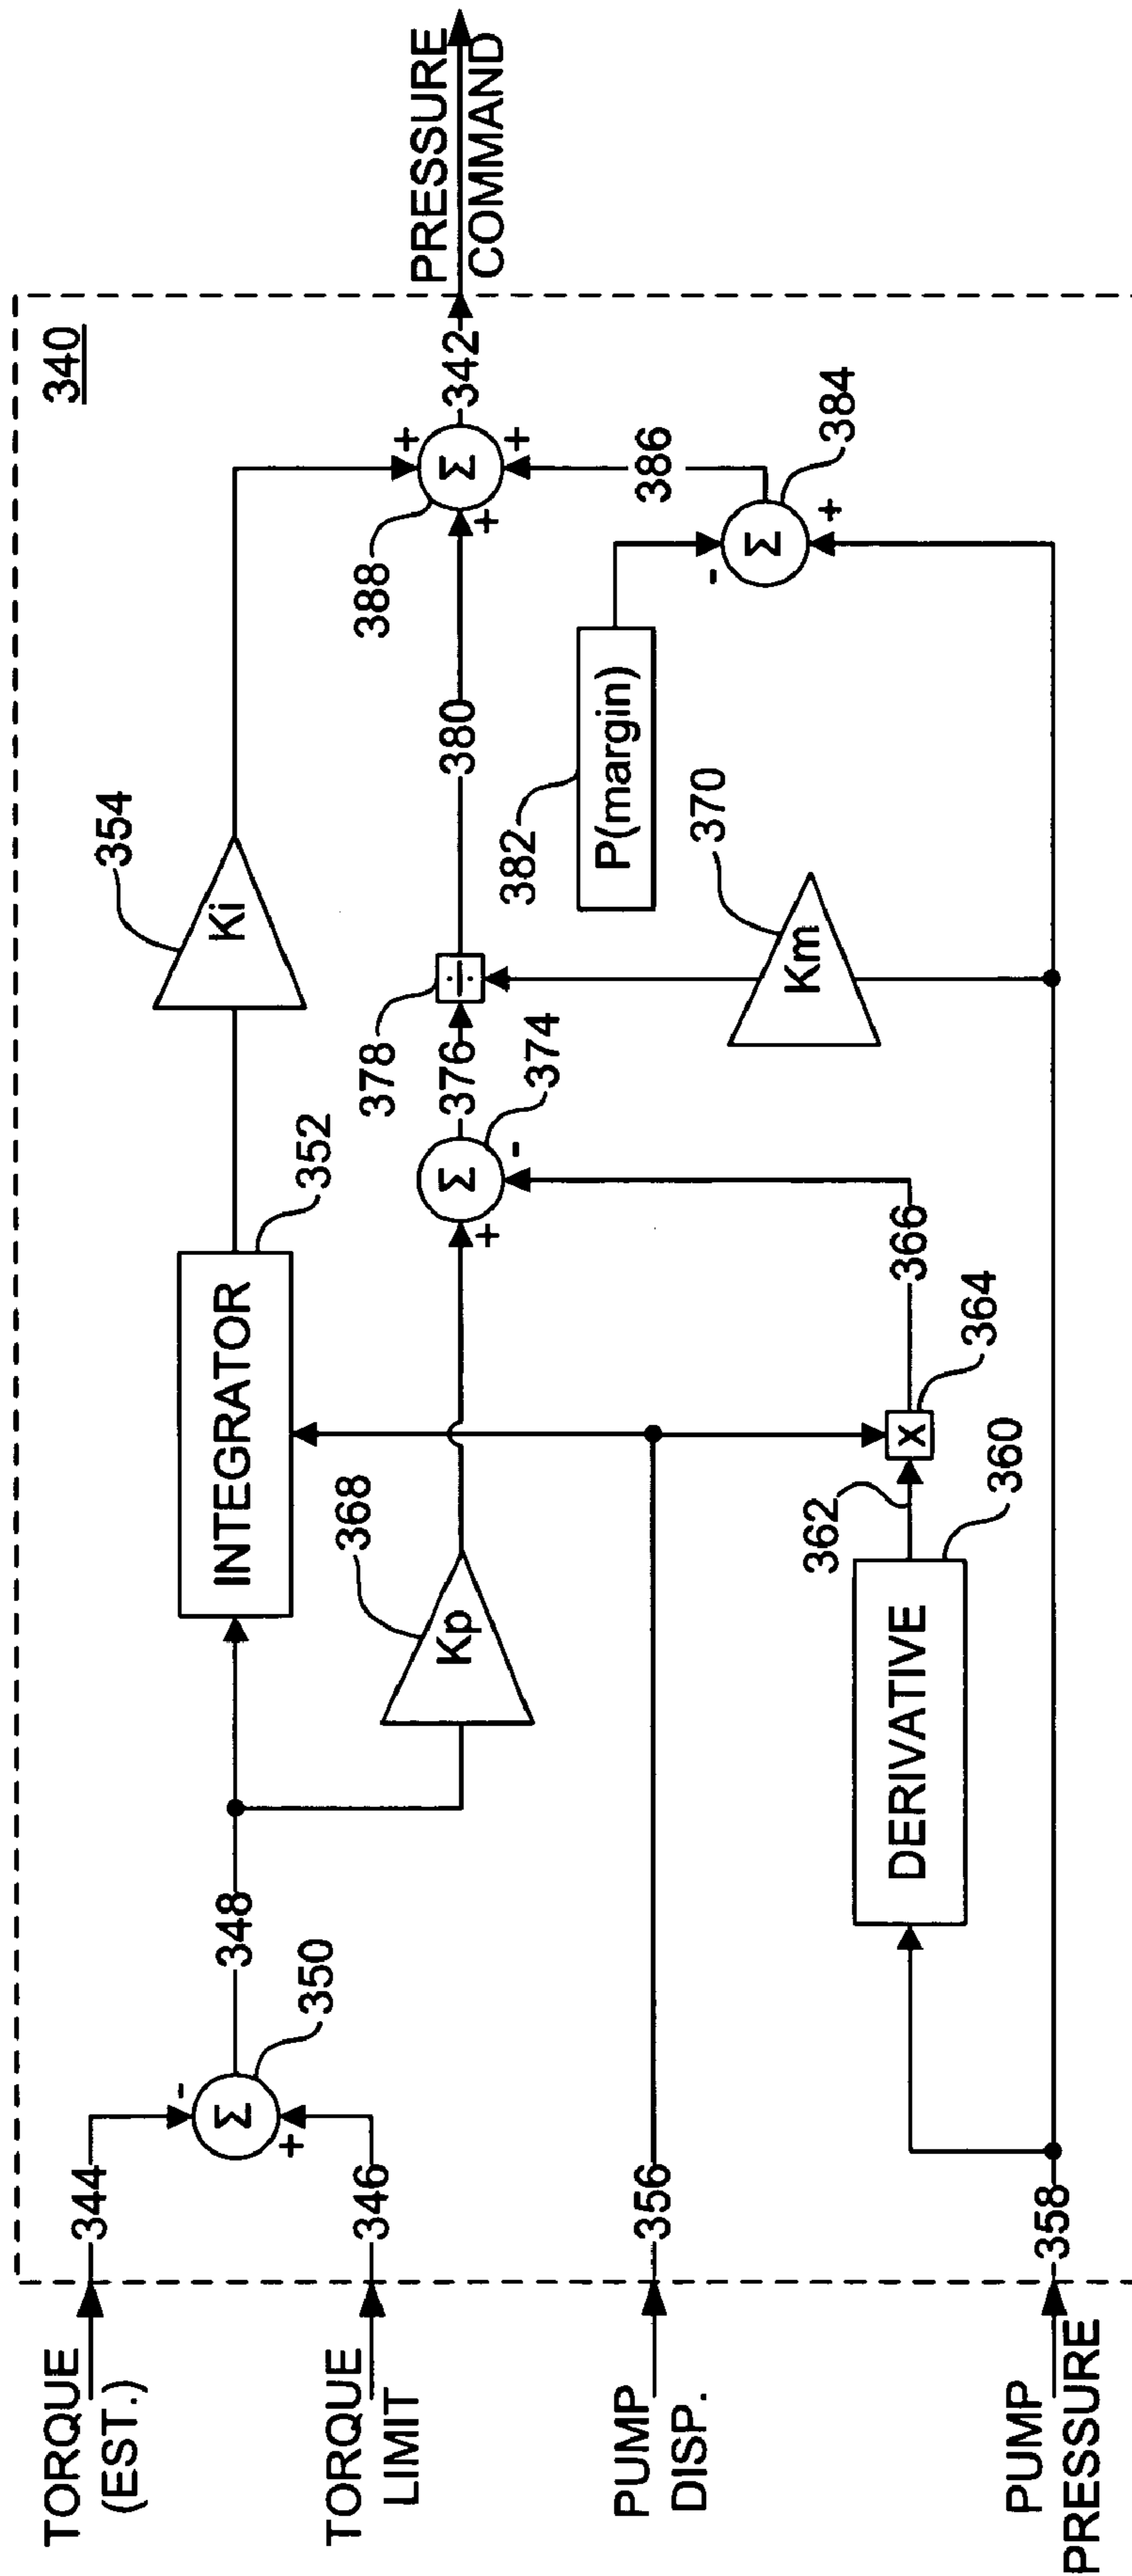 340
TORQUE
(EST.)
344
-
Σ
+
350
TORQUE
LIMIT
346
348
INTEGRATOR
352
Ki
354
Kp
368
PUMP
DISP.
356
PUMP
PRESSURE
358
DERIVATIVE
360
362
X
364
366
+
Σ
-
374
376
÷
378
380
Km
370
P(margin)
382
-
Σ
+
384
386
+
+
Σ
+
388
342
PRESSURE
COMMAND